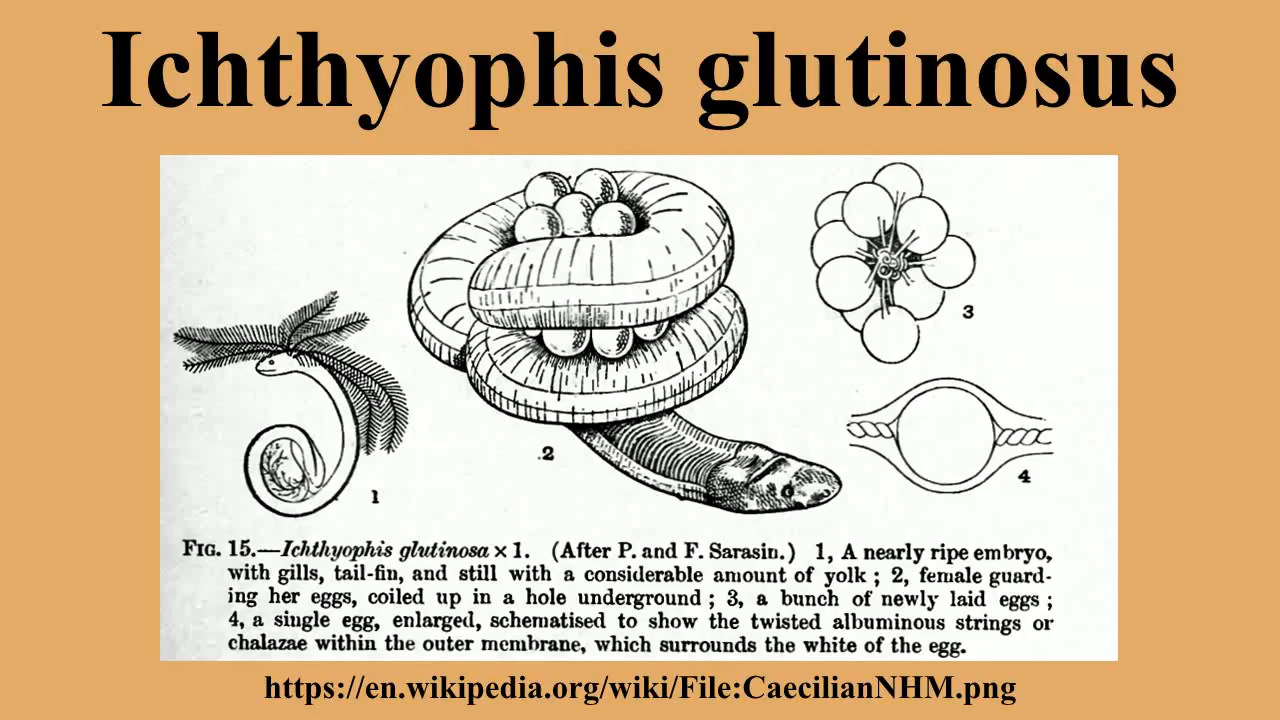 Ichthyophis glutinosus
3
4
2
1
FIG. 15.—Ichthyophis glutinosa × 1. (After P. and F. Sarasin.) 1, A nearly ripe embryo,
with gills, tail-fin, and still with a considerable amount of yolk ; 2, female guard-
ing her eggs, coiled up in a hole underground ; 3, a bunch of newly laid eggs ;
4, a single egg, enlarged, schematised to show the twisted albuminous strings or
chalazae within the outer membrane, which surrounds the white of the egg.
https://en.wikipedia.org/wiki/File:CaecilianNHM.png